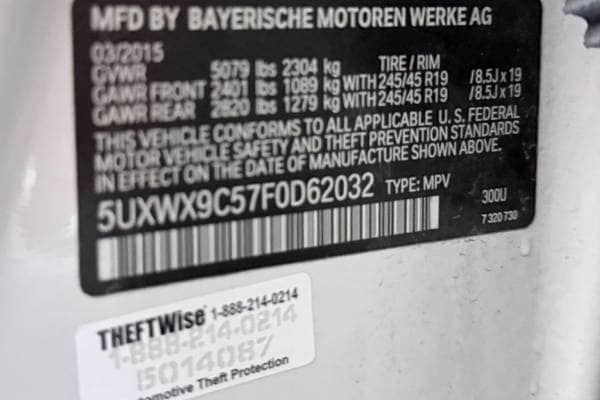 MFD BY BAYERISCHE MOTOREN WERKE AG
03/2015 TIRE / RIM
GVWR 5079 lbs 2304 kg
GAWR FRONT 2401 lbs 1089 kg WITH 245/45 R19 / 8.5J x 19
GAWR REAR 2820 lbs 1279 kg WITH 245/45 R19 / 8.5J x 19
THIS VEHICLE CONFORMS TO ALL APPLICABLE U. S. FEDERAL
MOTOR VEHICLE SAFETY AND THEFT PREVENTION STANDARDS
IN EFFECT ON THE DATE OF MANUFACTURE SHOWN ABOVE.
5UXWX9C57F0D62032 TYPE: MPV
300U
7 320 730
THEFTWise 1-888-214-0214
1-888-214-0214
15014087
Automotive Theft Protection